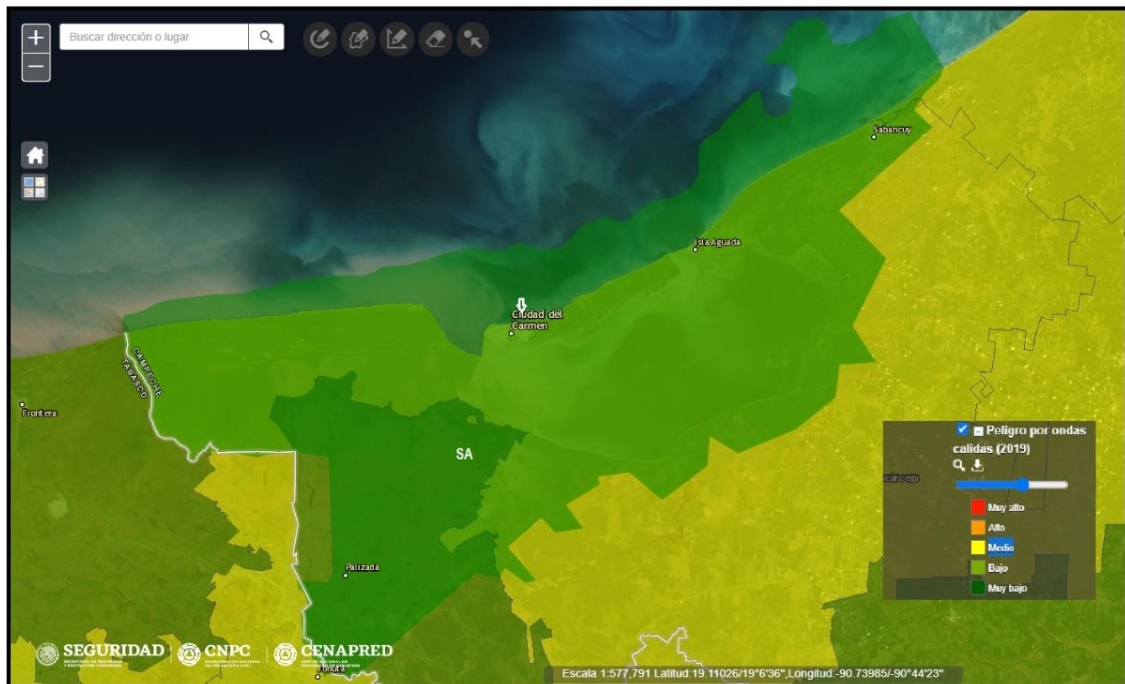 +
Buscar dirección o lugar
−
Sabancuy
Isla Aguada
Ciudad del
Carmen
CAMPECHE
TABASCO
Frontera
SA
Peligro por ondas
calidas (2019)
Muy alto
Alto
Medio
Bajo
Muy bajo
Palizada
SEGURIDAD
CNPC
CENAPRED
Jonuta
Escala 1:577,791 Latitud:19.11026/19°6'36",Longitud:-90.73985/-90°44'23"